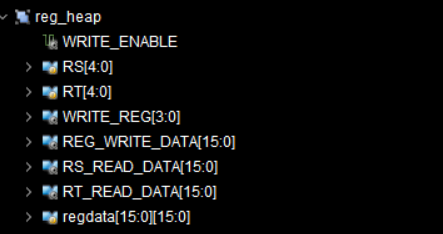 reg_heap
WRITE_ENABLE
RS[4:0]
RT[4:0]
WRITE_REG[3:0]
REG_WRITE_DATA[15:0]
RS_READ_DATA[15:0]
RT_READ_DATA[15:0]
regdata[15:0][15:0]